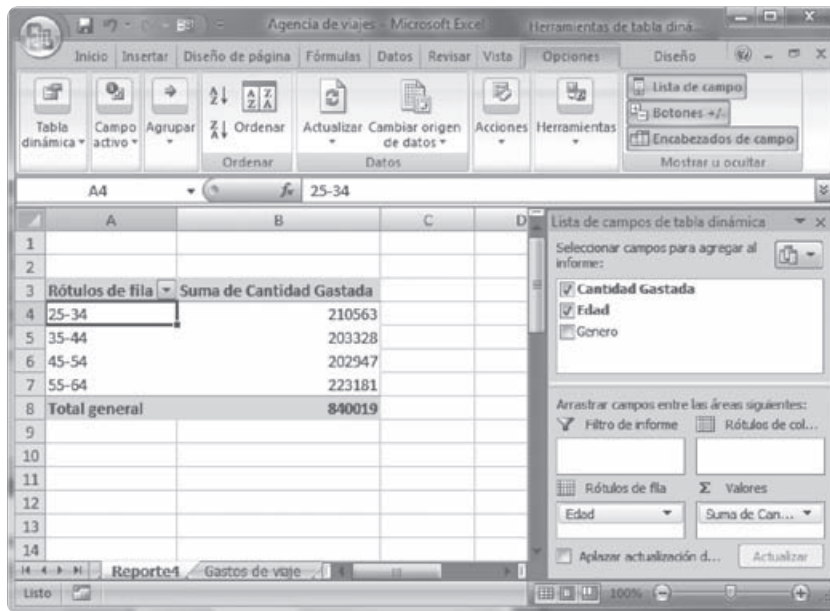 Agencia de viajes - Microsoft Excel
Herramientas de tabla diná...
Inicio Insertar Diseño de página Fórmulas Datos Revisar Vista Opciones Diseño
Tabla dinámica
Campo activo
Agrupar
Ordenar
Ordenar
Actualizar
Cambiar origen de datos
Datos
Acciones
Herramientas
Lista de campo
Botones +/-
Encabezados de campo
Mostrar u ocultar
A4 fx 25-34
A B C D
1
2
3 Rótulos de fila Suma de Cantidad Gastada
4 25-34 210563
5 35-44 203328
6 45-54 202947
7 55-64 223181
8 Total general 840019
9
10
11
12
13
14
Lista de campos de tabla dinámica
Seleccionar campos para agregar al informe:
Cantidad Gastada
Edad
Genero
Arrastrar campos entre las áreas siguientes:
Filtro de informe Rótulos de col...
Rótulos de fila Σ Valores
Edad Suma de Can...
Aplazar actualización d... Actualizar
Reporte4 Gastos de viaje
Listo 100%